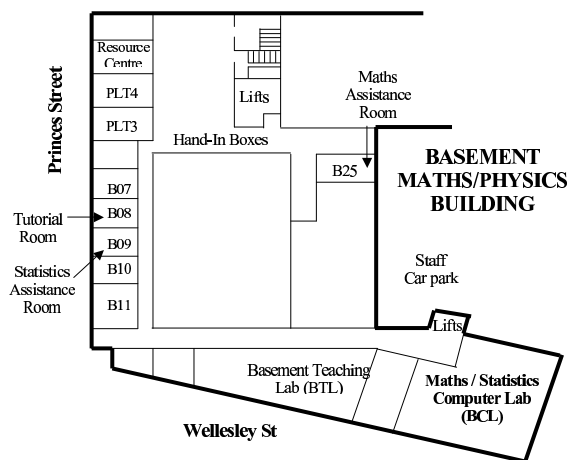 Resource
Centre
PLT4
PLT3
Princes Street
Lifts
Hand-In Boxes
Maths
Assistance
Room
B25
BASEMENT
MATHS/PHYSICS
BUILDING
B07
B08
Tutorial
Room
B09
Statistics
Assistance
Room
B10
B11
Staff
Car park
Lifts
Basement Teaching
Lab (BTL)
Maths / Statistics
Computer Lab
(BCL)
Wellesley St